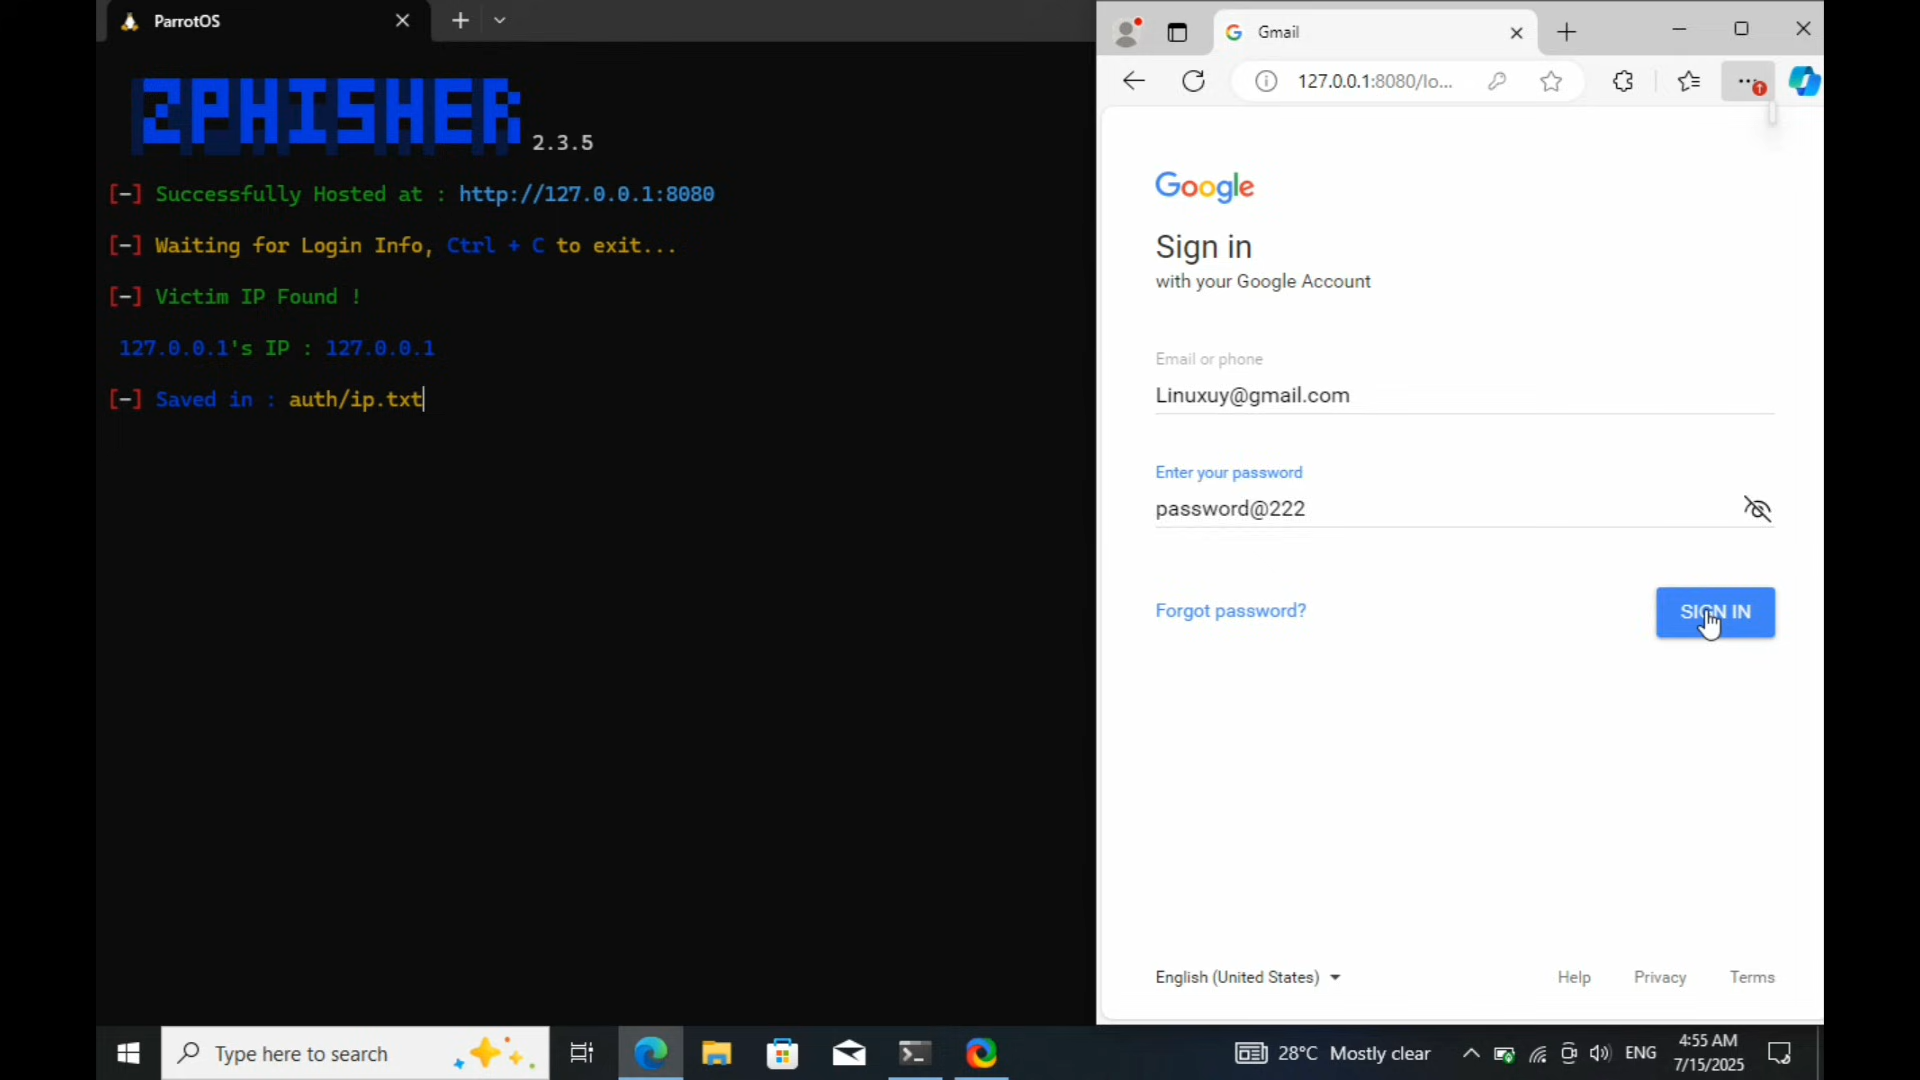 ParrotOS
ZPHISHER 2.3.5
[-] Successfully Hosted at : http://127.0.0.1:8080
[-] Waiting for Login Info, Ctrl + C to exit...
[-] Victim IP Found !
127.0.0.1's IP : 127.0.0.1
[-] Saved in : auth/ip.txt
Gmail
127.0.0.1:8080/lo...
Google
Sign in
with your Google Account
Email or phone
Linuxuy@gmail.com
Enter your password
password@222
Forgot password?
SIGN IN
English (United States)
Help Privacy Terms
Type here to search
28°C Mostly clear
ENG
4:55 AM
7/15/2025